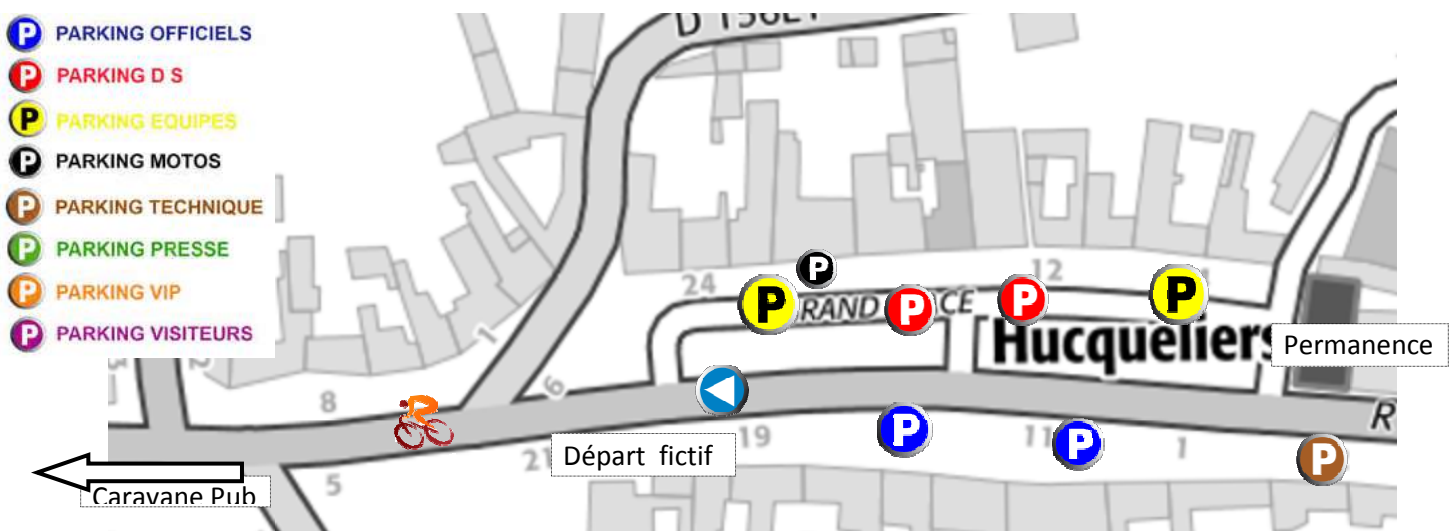 PARKING OFFICIELS
PARKING D S
PARKING EQUIPES
PARKING MOTOS
PARKING TECHNIQUE
PARKING PRESSE
PARKING VIP
PARKING VISITEURS
P
P
P
P
P
P
P
P
24
12
P
P
P
P
P
RAND
CE
Hucqueliers
Permanence
1
6
8
19
P
11
P
1
P
R
21
Départ fictif
5
Caravane Pub